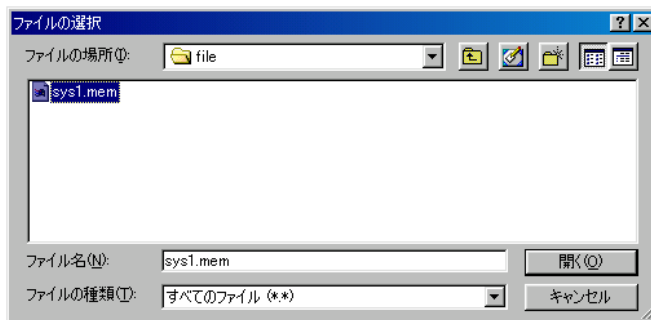 ファイルの選択
ファイルの場所(I):
file
sys1.mem
ファイル名(N):
sys1.mem
開く(O)
ファイルの種類(T):
すべてのファイル (*.*)
キャンセル